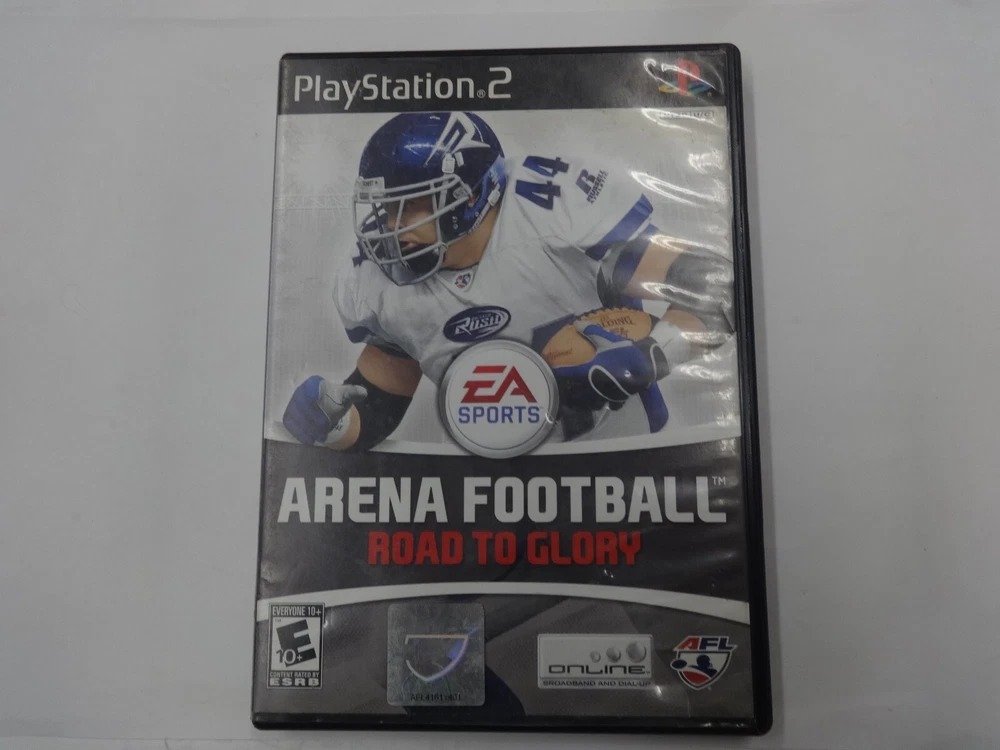 PlayStation®2
44
R
RUSSELL
RUSH
EA
SPORTS
ARENA FOOTBALL™
ROAD TO GLORY
EVERYONE 10+
E
10+
CONTENT RATED BY
ESRB
ONLINE
BROADBAND AND DIAL-UP
AFL